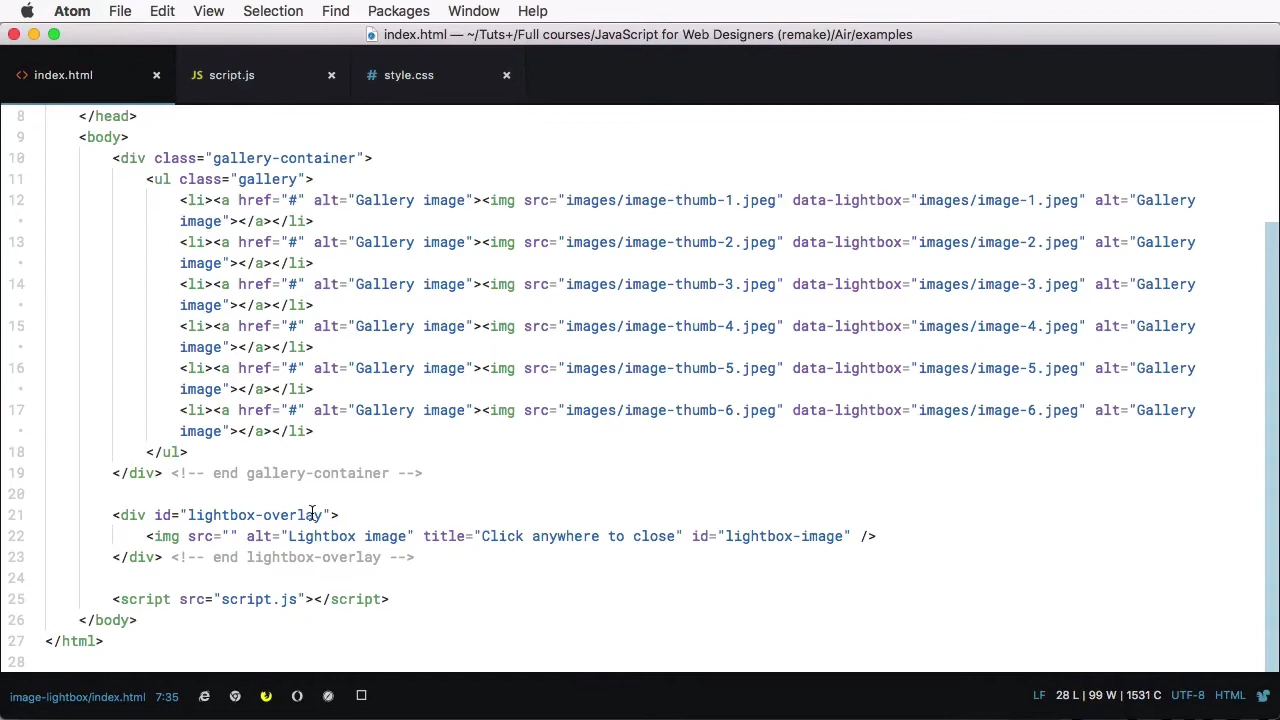 Atom File Edit View Selection Find Packages Window Help
index.html — ~/Tuts+/Full courses/JavaScript for Web Designers (remake)/Air/examples
<> index.html × JS script.js × # style.css ×
8 </head>
9 <body>
10 <div class="gallery-container">
11 <ul class="gallery">
12 <li><a href="#" alt="Gallery image"><img src="images/image-thumb-1.jpeg" data-lightbox="images/image-1.jpeg" alt="Gallery
• image"></a></li>
13 <li><a href="#" alt="Gallery image"><img src="images/image-thumb-2.jpeg" data-lightbox="images/image-2.jpeg" alt="Gallery
• image"></a></li>
14 <li><a href="#" alt="Gallery image"><img src="images/image-thumb-3.jpeg" data-lightbox="images/image-3.jpeg" alt="Gallery
• image"></a></li>
15 <li><a href="#" alt="Gallery image"><img src="images/image-thumb-4.jpeg" data-lightbox="images/image-4.jpeg" alt="Gallery
• image"></a></li>
16 <li><a href="#" alt="Gallery image"><img src="images/image-thumb-5.jpeg" data-lightbox="images/image-5.jpeg" alt="Gallery
• image"></a></li>
17 <li><a href="#" alt="Gallery image"><img src="images/image-thumb-6.jpeg" data-lightbox="images/image-6.jpeg" alt="Gallery
• image"></a></li>
18 </ul>
19 </div> <!-- end gallery-container -->
20
21 <div id="lightbox-overlay">
22 <img src="" alt="Lightbox image" title="Click anywhere to close" id="lightbox-image" />
23 </div> <!-- end lightbox-overlay -->
24
25 <script src="script.js"></script>
26 </body>
27 </html>
28
image-lightbox/index.html 7:35 LF 28 L | 99 W | 1531 C UTF-8 HTML